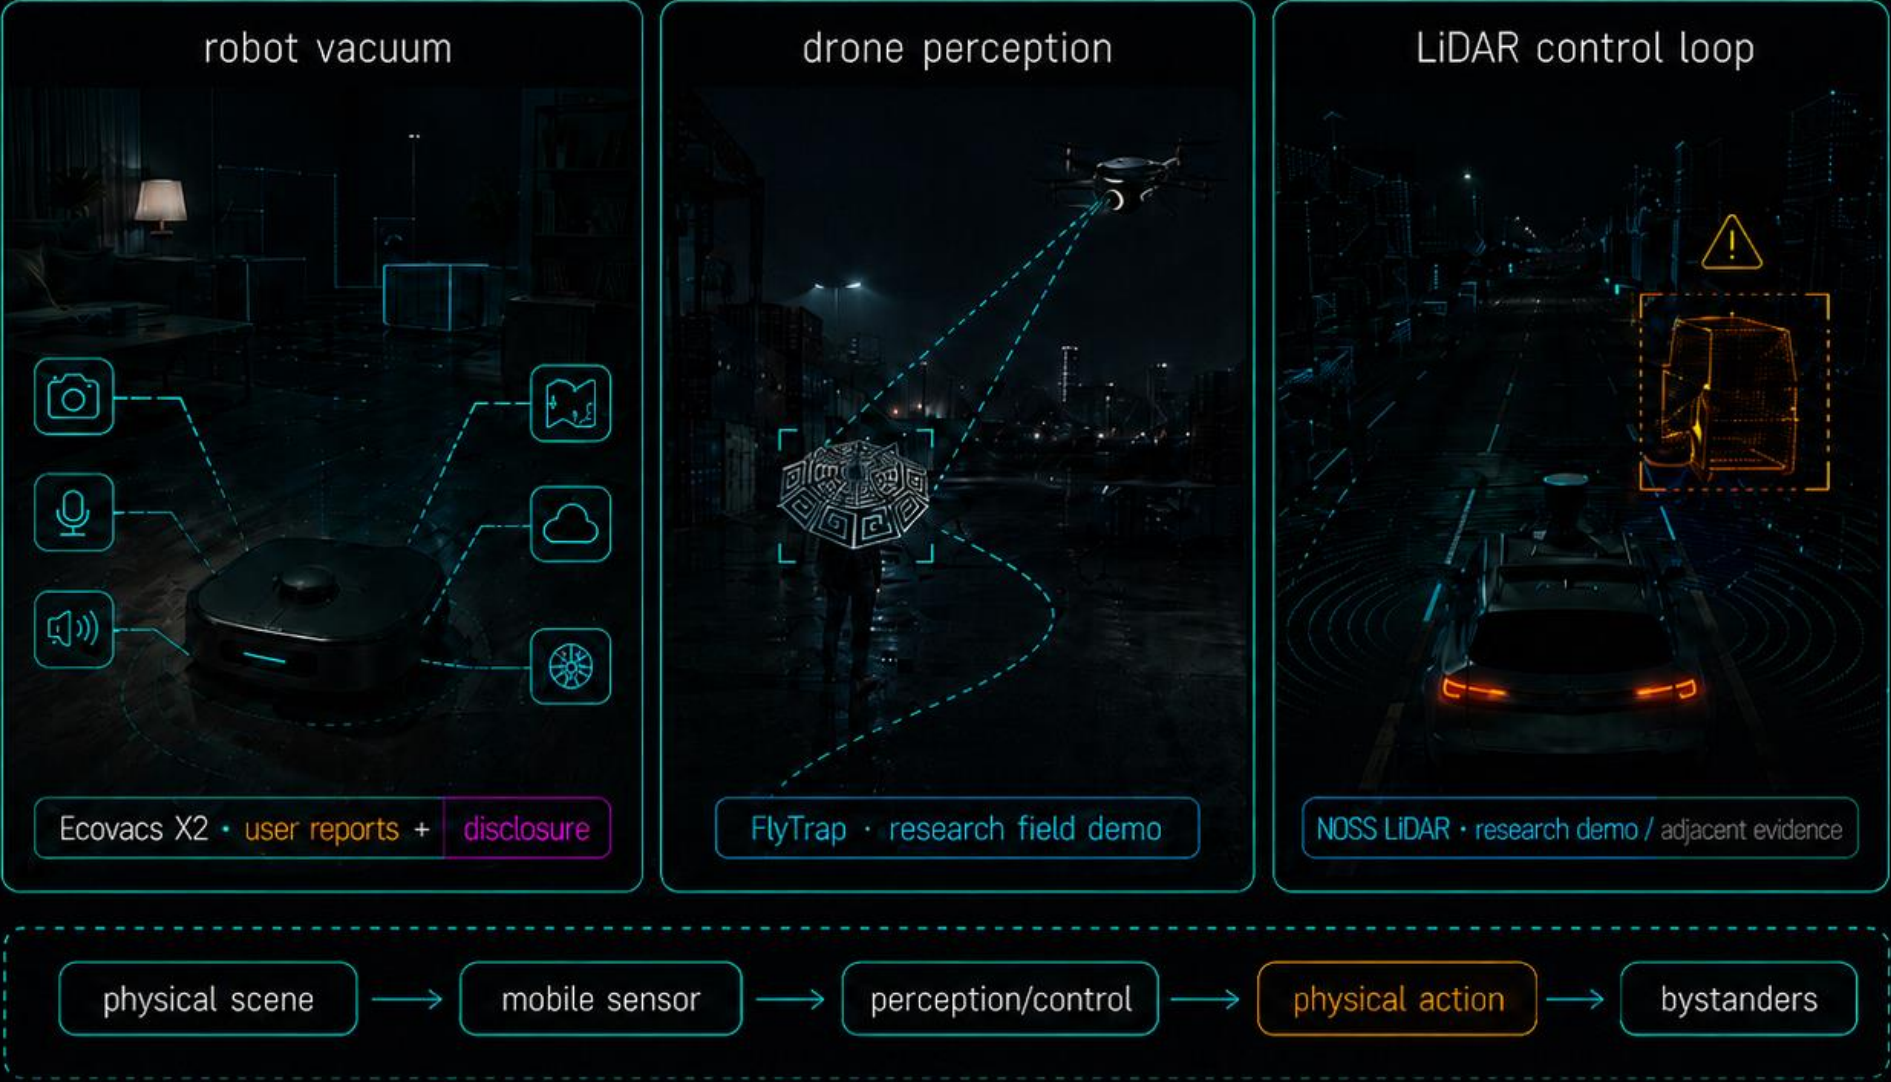 robot vacuum
Ecovacs X2 · user reports + disclosure
drone perception
FlyTrap · research field demo
LiDAR control loop
NOSS LiDAR · research demo / adjacent evidence
physical scene
mobile sensor
perception/control
physical action
bystanders